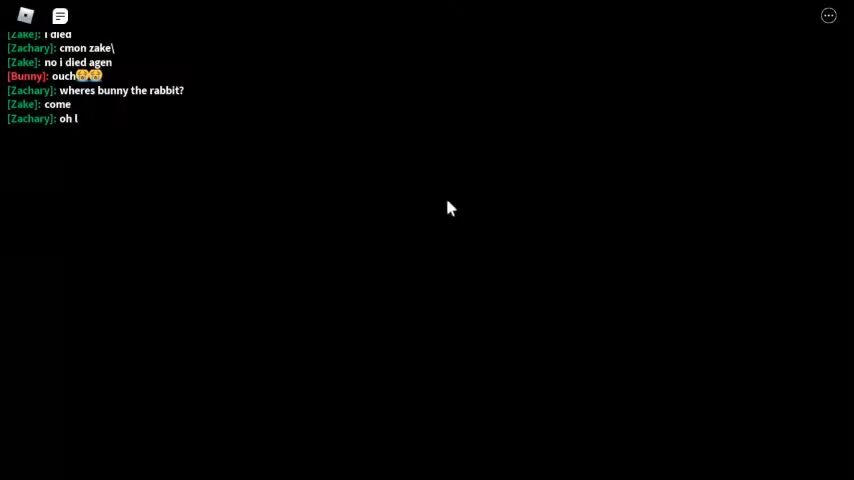 [Zake]: i died
[Zachary]: cmon zake\
[Zake]: no i died agen
[Bunny]: ouch😭😭
[Zachary]: wheres bunny the rabbit?
[Zake]: come
[Zachary]: oh l